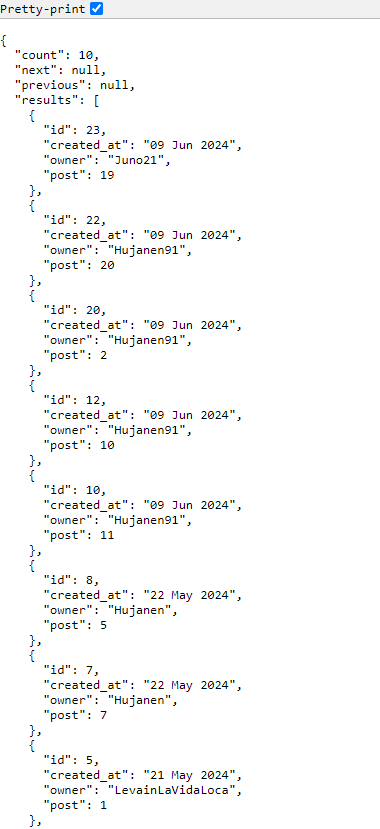 Pretty-print
{
  "count": 10,
  "next": null,
  "previous": null,
  "results": [
    {
      "id": 23,
      "created_at": "09 Jun 2024",
      "owner": "Juno21",
      "post": 19
    },
    {
      "id": 22,
      "created_at": "09 Jun 2024",
      "owner": "Hujanen91",
      "post": 20
    },
    {
      "id": 20,
      "created_at": "09 Jun 2024",
      "owner": "Hujanen91",
      "post": 2
    },
    {
      "id": 12,
      "created_at": "09 Jun 2024",
      "owner": "Hujanen91",
      "post": 10
    },
    {
      "id": 10,
      "created_at": "09 Jun 2024",
      "owner": "Hujanen91",
      "post": 11
    },
    {
      "id": 8,
      "created_at": "22 May 2024",
      "owner": "Hujanen",
      "post": 5
    },
    {
      "id": 7,
      "created_at": "22 May 2024",
      "owner": "Hujanen",
      "post": 7
    },
    {
      "id": 5,
      "created_at": "21 May 2024",
      "owner": "LevainLaVidaLoca",
      "post": 1
    },